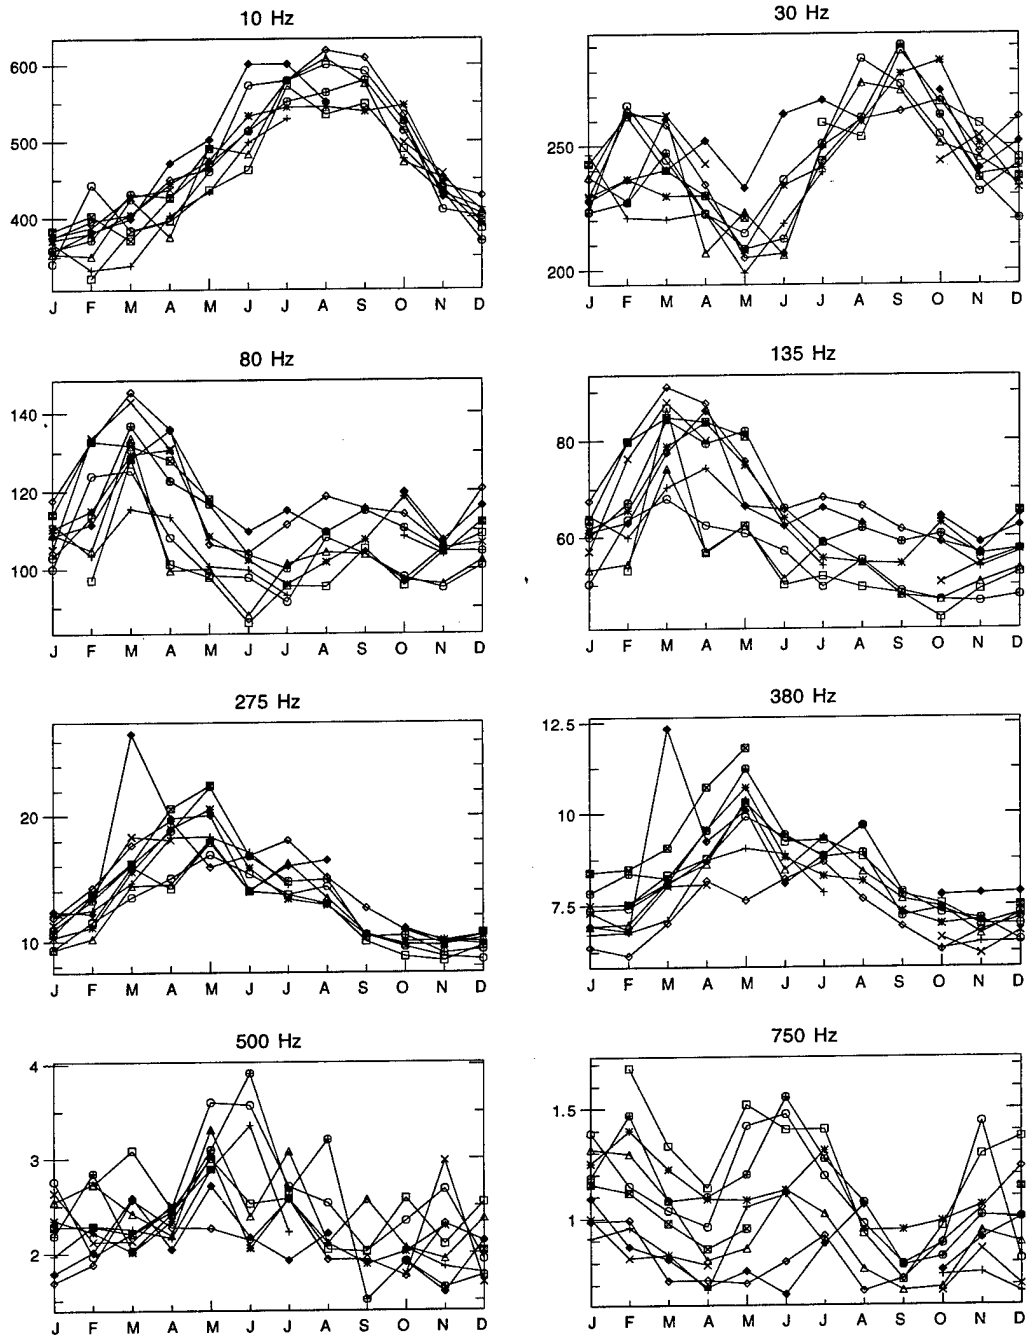 10 Hz
600
500
400
J F M A M J J A S O N D
30 Hz
250
200
J F M A M J J A S O N D
80 Hz
140
120
100
J F M A M J J A S O N D
135 Hz
80
60
J F M A M J J A S O N D
275 Hz
20
10
J F M A M J J A S O N D
380 Hz
12.5
10
7.5
J F M A M J J A S O N D
500 Hz
4
3
2
J F M A M J J A S O N D
750 Hz
1.5
1
J F M A M J J A S O N D